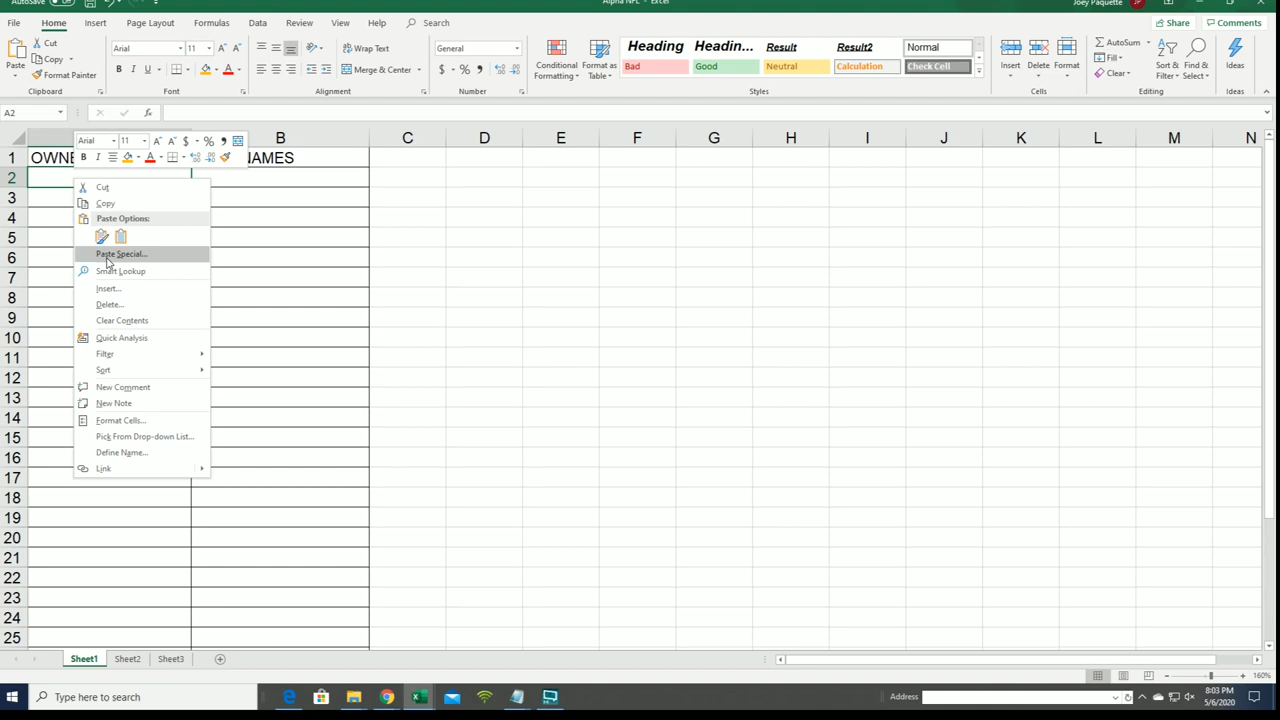 AutoSave
Alpha NFL - Excel
Joey Paquette
JP
File Home Insert Page Layout Formulas Data Review View Help Search
Share Comments
Paste
Cut
Copy
Format Painter
Clipboard
Arial 11
B I U
Font
Wrap Text
Merge & Center
Alignment
General
$ % ,
Number
Conditional Formatting
Format as Table
Heading Headin... Result Result2 Normal
Bad Good Neutral Calculation Check Cell
Styles
Insert Delete Format
Cells
AutoSum
Fill
Clear
Sort & Filter
Find & Select
Editing
Ideas
Ideas
A2
fx
Arial 11
$ % ,
B I
B C D E F G H I J K L M N
1 OWNE NAMES
2
3
4
5
6
7
8
9
10
11
12
13
14
15
16
17
18
19
20
21
22
23
24
25
Cut
Copy
Paste Options:
Paste Special...
Smart Lookup
Insert...
Delete...
Clear Contents
Quick Analysis
Filter
Sort
New Comment
New Note
Format Cells...
Pick From Drop-down List...
Define Name...
Link
Sheet1 Sheet2 Sheet3
160%
Type here to search
Address
8:03 PM
5/6/2020